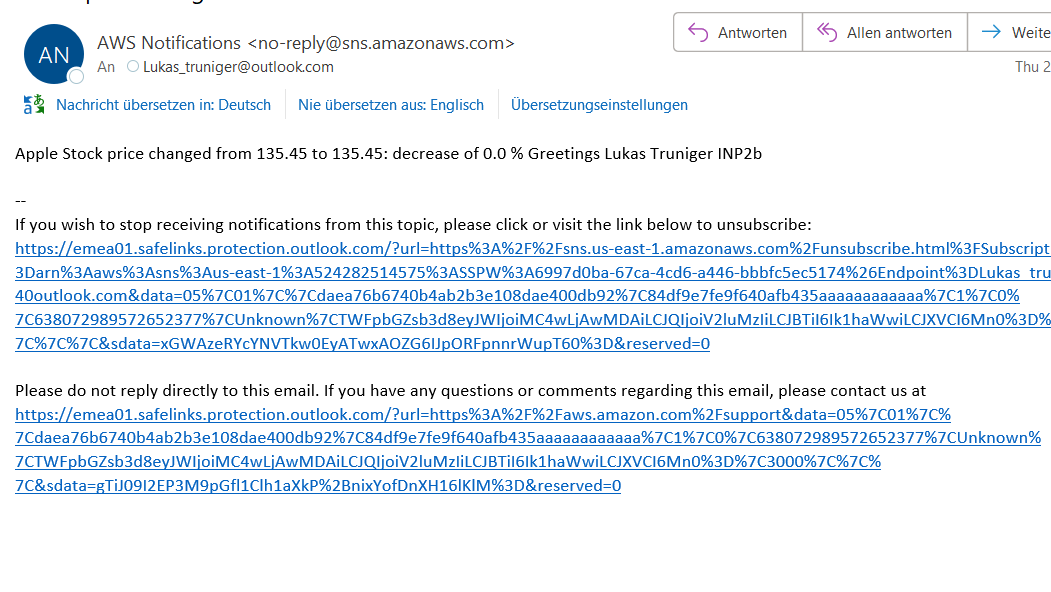 Antworten
Allen antworten
Weite
AN
AWS Notifications <no-reply@sns.amazonaws.com>
An Lukas_truniger@outlook.com
Thu 2
Nachricht übersetzen in: Deutsch
Nie übersetzen aus: Englisch
Übersetzungseinstellungen
Apple Stock price changed from 135.45 to 135.45: decrease of 0.0 % Greetings Lukas Truniger INP2b
--
If you wish to stop receiving notifications from this topic, please click or visit the link below to unsubscribe:
https://emea01.safelinks.protection.outlook.com/?url=https%3A%2F%2Fsns.us-east-1.amazonaws.com%2Funsubscribe.html%3FSubscript
3Darn%3Aaws%3Asns%3Aus-east-1%3A524282514575%3ASSPW%3A6997d0ba-67ca-4cd6-a446-bbbfc5ec5174%26Endpoint%3DLukas_tru
40outlook.com&data=05%7C01%7C%7Cdaea76b6740b4ab2b3e108dae400db92%7C84df9e7fe9f640afb435aaaaaaaaaaaa%7C1%7C0%
7C638072989572652377%7CUnknown%7CTWFpbGZsb3d8eyJWIjoiMC4wLjAwMDAiLCJQIjoiV2luMzIiLCJBTiI6Ik1haWwiLCJXVCI6Mn0%3D%
7C%7C%7C&sdata=xGWAzeRYcYNVTkw0EyATwxAOZG6IJpORFpnnrWupT60%3D&reserved=0
Please do not reply directly to this email. If you have any questions or comments regarding this email, please contact us at
https://emea01.safelinks.protection.outlook.com/?url=https%3A%2F%2Faws.amazon.com%2Fsupport&data=05%7C01%7C%
7Cdaea76b6740b4ab2b3e108dae400db92%7C84df9e7fe9f640afb435aaaaaaaaaaaa%7C1%7C0%7C638072989572652377%7CUnknown%
7CTWFpbGZsb3d8eyJWIjoiMC4wLjAwMDAiLCJQIjoiV2luMzIiLCJBTiI6Ik1haWwiLCJXVCI6Mn0%3D%7C3000%7C%7C%
7C&sdata=gTiJ09I2EP3M9pGfl1Clh1aXkP%2BnixYofDnXH16lKlM%3D&reserved=0